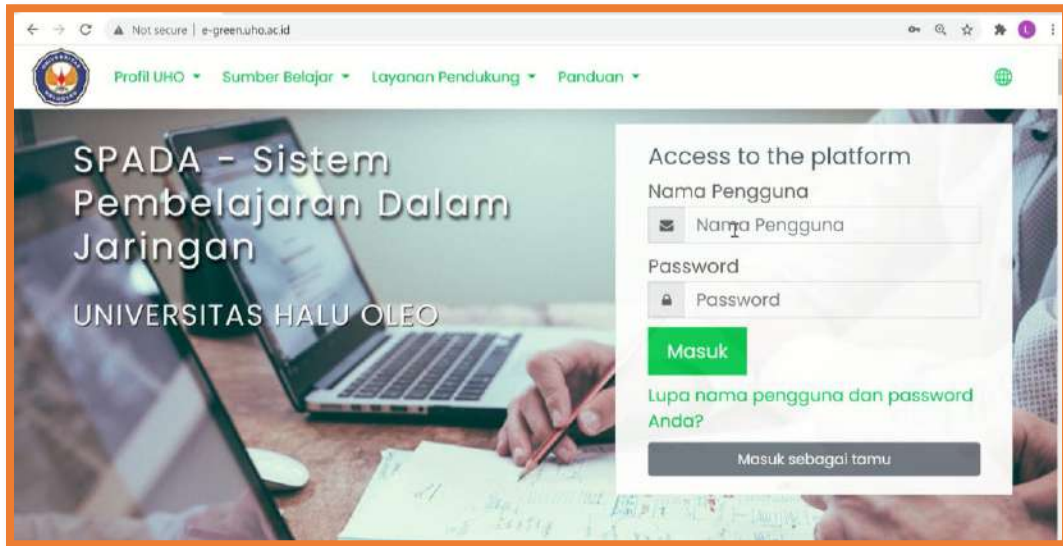 Not secure | e-green.uho.ac.id
L
Profil UHO Sumber Belajar Layanan Pendukung Panduan
SPADA - Sistem
Pembelajaran Dalam
Jaringan
UNIVERSITAS HALU OLEO
Access to the platform
Nama Pengguna
Nama Pengguna
Password
Password
Masuk
Lupa nama pengguna dan password
Anda?
Masuk sebagai tamu